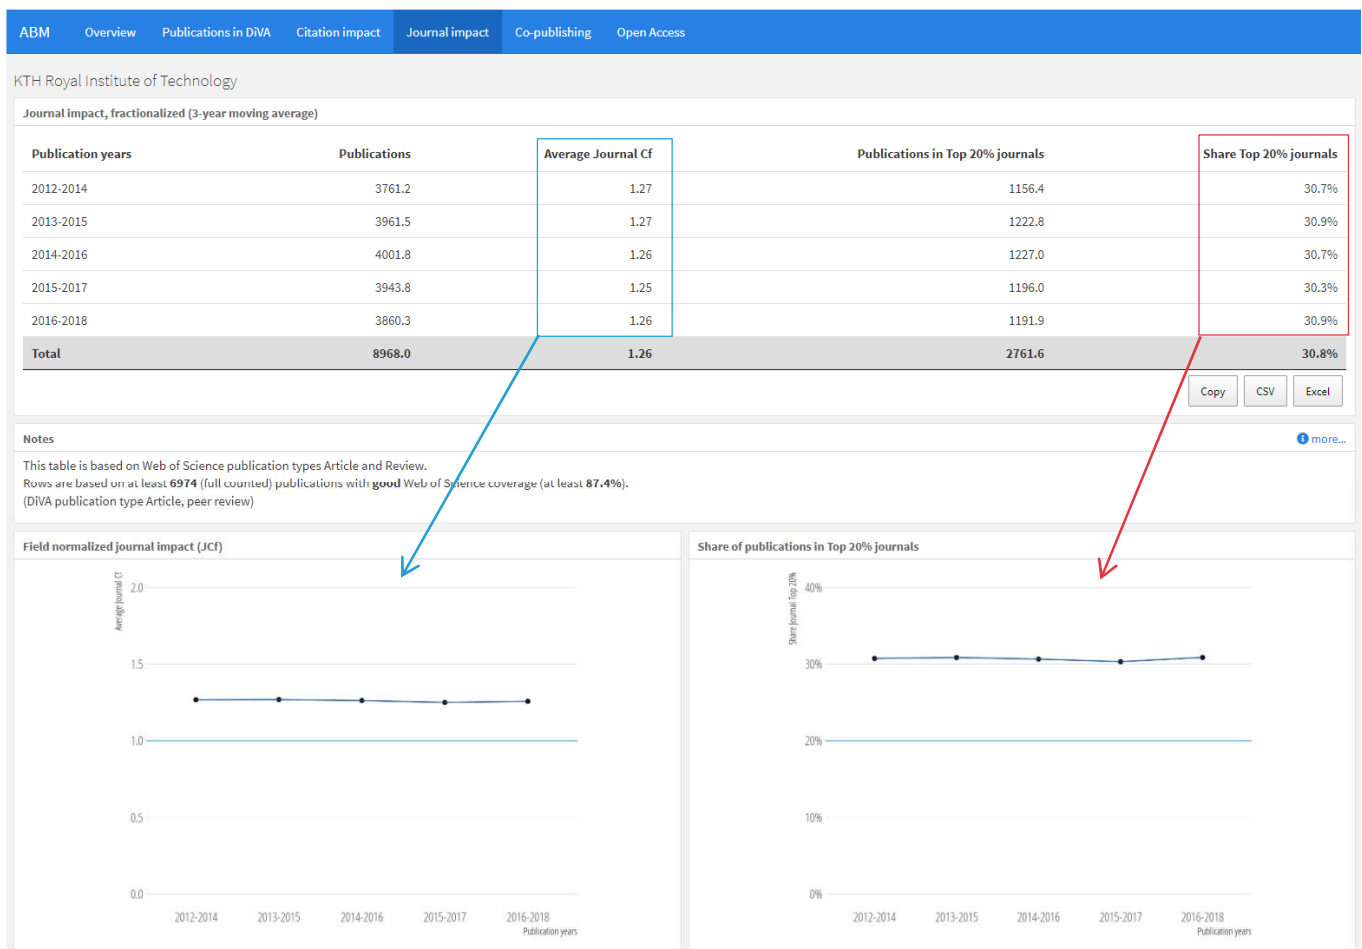 ABM Overview Publications in DiVA Citation impact Journal impact Co-publishing Open Access
KTH Royal Institute of Technology
Journal impact, fractionalized (3-year moving average)
Publication years Publications Average Journal Cf Publications in Top 20% journals Share Top 20% journals
2012-2014 3761.2 1.27 1156.4 30.7%
2013-2015 3961.5 1.27 1222.8 30.9%
2014-2016 4001.8 1.26 1227.0 30.7%
2015-2017 3943.8 1.25 1196.0 30.3%
2016-2018 3860.3 1.26 1191.9 30.9%
Total 8968.0 1.26 2761.6 30.8%
Copy CSV Excel
Notes more...
This table is based on Web of Science publication types Article and Review.
Rows are based on at least 6974 (full counted) publications with good Web of Science coverage (at least 87.4%).
(DiVA publication type Article, peer review)
Field normalized journal impact (JCf)
Average Journal Cf
2.0
1.5
1.0
0.5
0.0
2012-2014 2013-2015 2014-2016 2015-2017 2016-2018
Publication years
Share of publications in Top 20% journals
Share Journal Top 20%
40%
30%
20%
10%
0%
2012-2014 2013-2015 2014-2016 2015-2017 2016-2018
Publication years